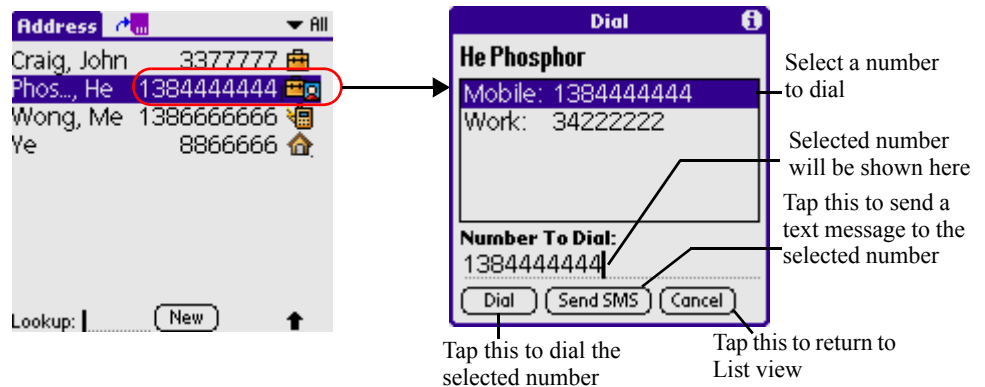 Address
▼ All
Craig, John 3377777
Phos..., He 1384444444
Wong, Me 1386666666
Ye 8866666
Lookup:
New
Dial
He Phosphor
Mobile: 1384444444
Work: 34222222
Number To Dial:
1384444444
Dial
Send SMS
Cancel
Select a number
to dial
Selected number
will be shown here
Tap this to send a
text message to the
selected number
Tap this to dial the
selected number
Tap this to return to
List view